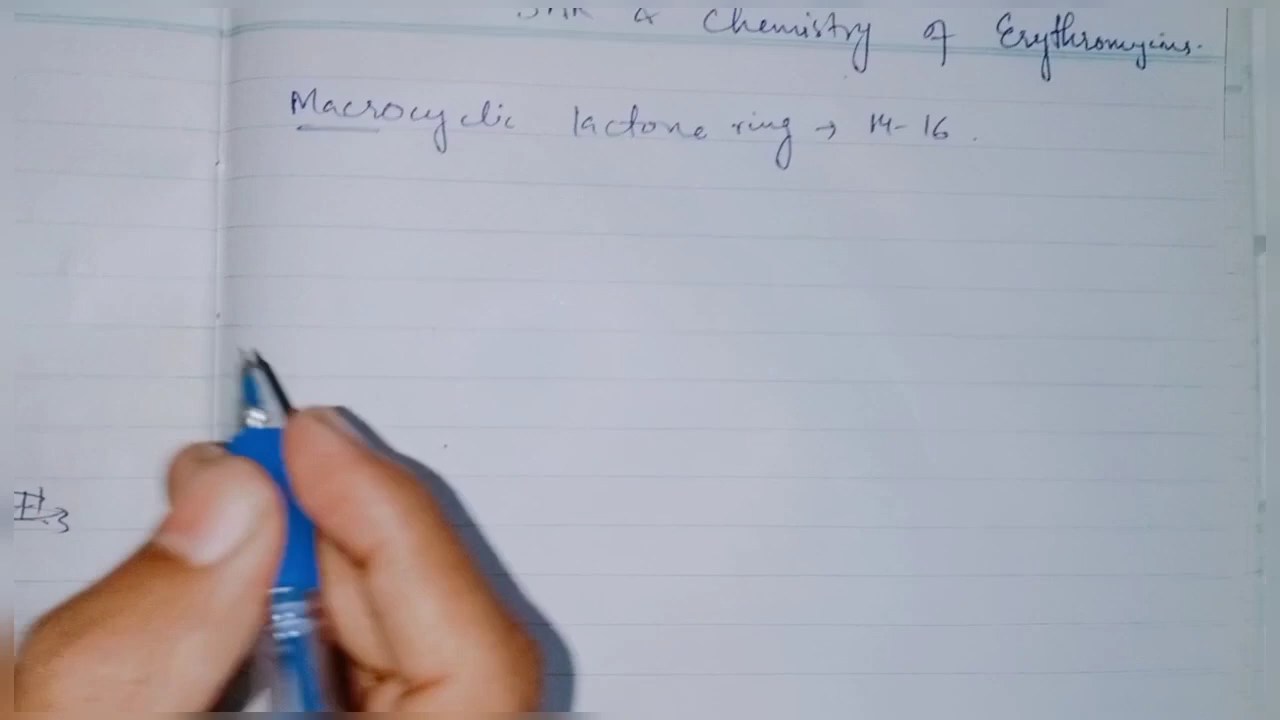 & Chemistry of Erythromycins.
Macrocyclic lactone ring → 14-16.